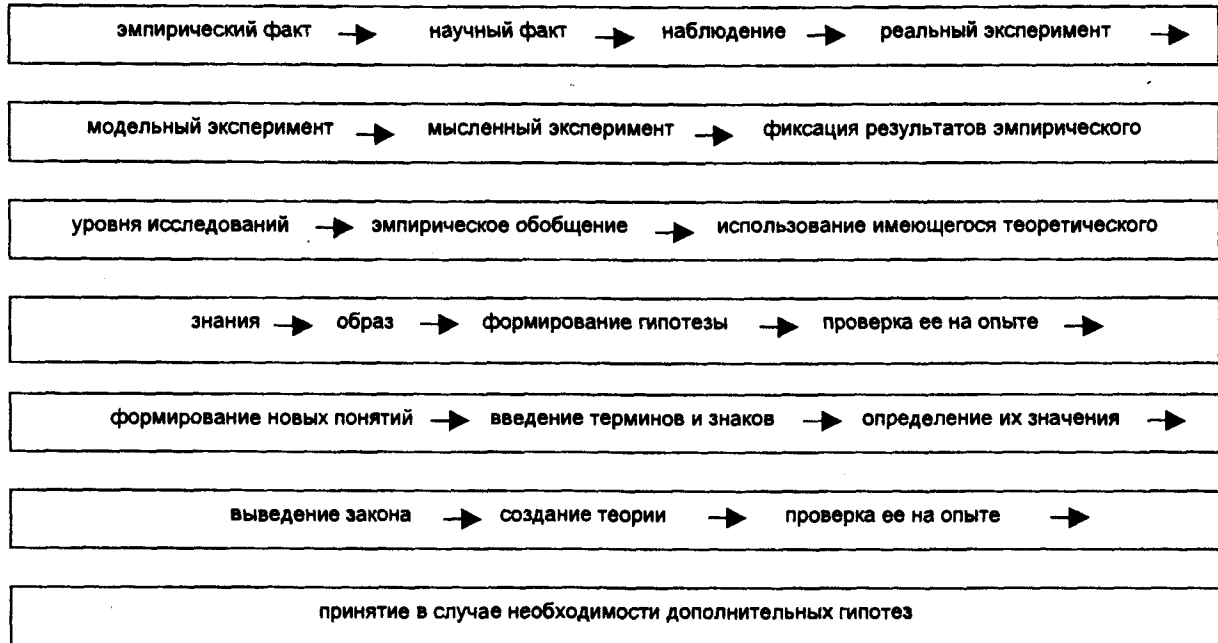 эмпирический факт → научный факт → наблюдение → реальный эксперимент →
модельный эксперимент → мысленный эксперимент → фиксация результатов эмпирического
уровня исследований → эмпирическое обобщение → использование имеющегося теоретического
знания → образ → формирование гипотезы → проверка ее на опыте →
формирование новых понятий → введение терминов и знаков → определение их значения →
выведение закона → создание теории → проверка ее на опыте →
принятие в случае необходимости дополнительных гипотез